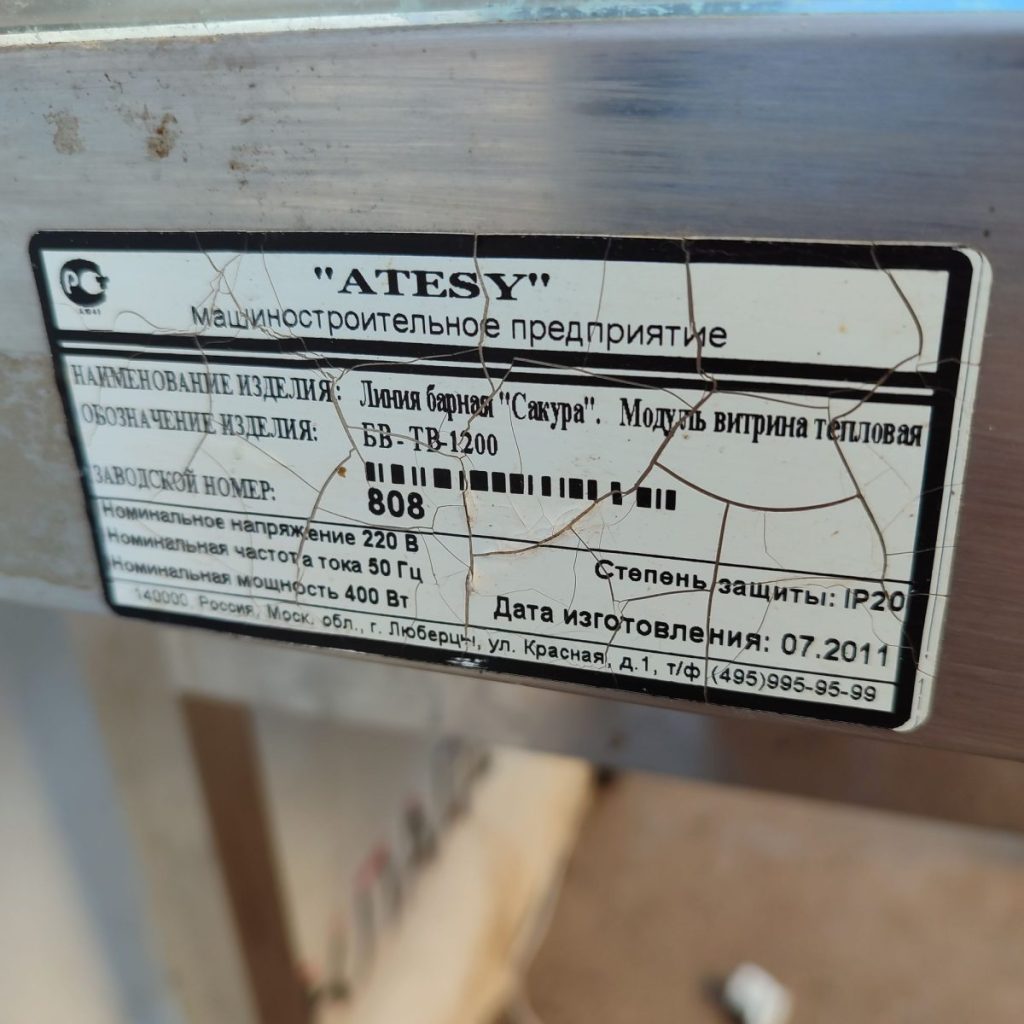 "ATESY"
машиностроительное предприятие
НАИМЕНОВАНИЕ ИЗДЕЛИЯ: Линия барная "Сакура". Модуль витрина тепловая
ОБОЗНАЧЕНИЕ ИЗДЕЛИЯ: БВ-ТВ-1200
ЗАВОДСКОЙ НОМЕР: 808
Номинальное напряжение 220 В
Номинальная частота тока 50 Гц Степень защиты: IP20
Номинальная мощность 400 Вт Дата изготовления: 07.2011
140000, Россия, Моск. обл., г. Люберцы, ул. Красная, д.1, т/ф (495)995-95-99